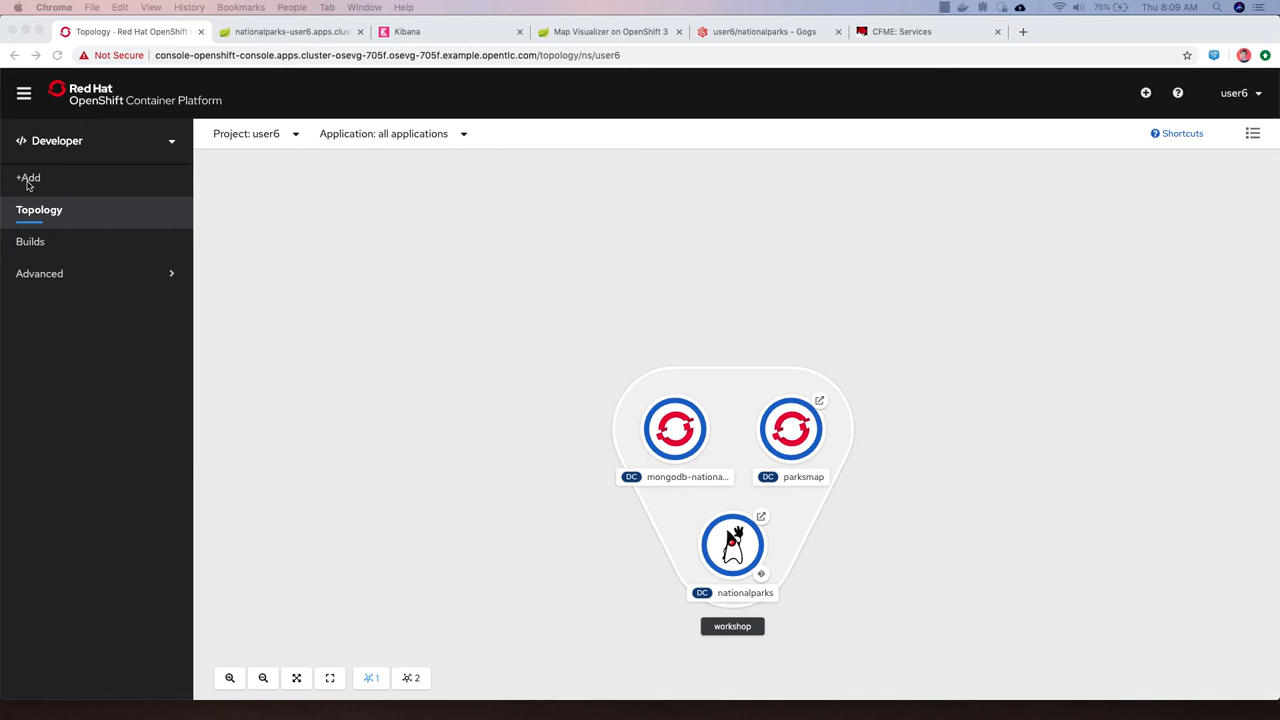 Chrome File Edit View History Bookmarks People Tab Window Help 75% Thu 8:09 AM
Topology - Red Hat OpenShift
nationalparks-user6.apps.clust
Kibana
Map Visualizer on OpenShift 3
user6/nationalparks - Gogs
CFME: Services
Not Secure console-openshift-console.apps.cluster-osevg-705f.osevg-705f.example.opentlc.com/topology/ns/user6
Red Hat
OpenShift Container Platform
user6
Developer
Project: user6 Application: all applications Shortcuts
+Add
Topology
Builds
Advanced
DC mongodb-nationa... DC parksmap
DC nationalparks
workshop
1 2